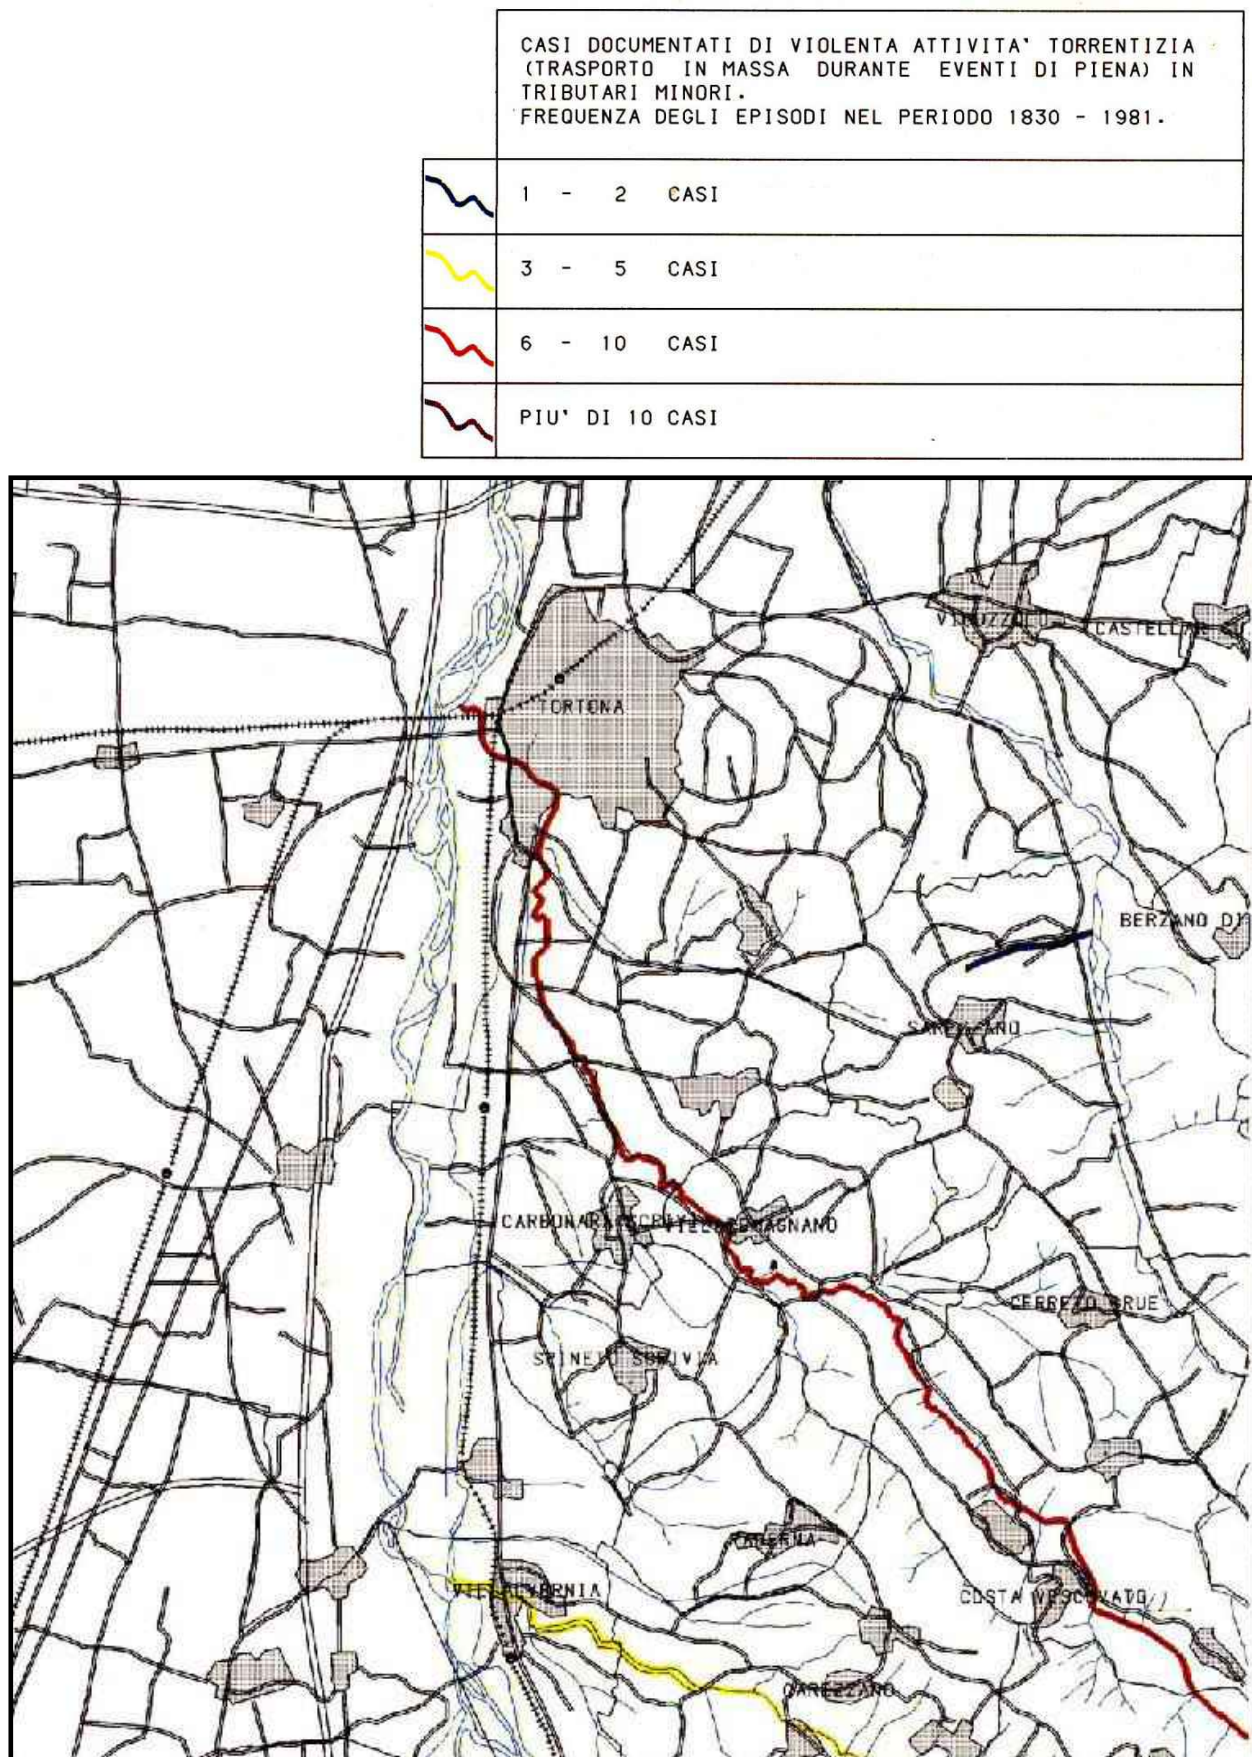 CASI DOCUMENTATI DI VIOLENTA ATTIVITA' TORRENTIZIA
(TRASPORTO IN MASSA DURANTE EVENTI DI PIENA) IN
TRIBUTARI MINORI.
FREQUENZA DEGLI EPISODI NEL PERIODO 1830 - 1981.
1 - 2 CASI
3 - 5 CASI
6 - 10 CASI
PIU' DI 10 CASI
CASTELLAR
TORTONA
BERZANO DI
SAREZZANO
CARBONARA SCRIVIA
VILLAROMAGNANO
CERRETO GRUE
SPINETO SCRIVIA
VILLALVERNIA
COSTA VESCOVATO
CAREZZANO